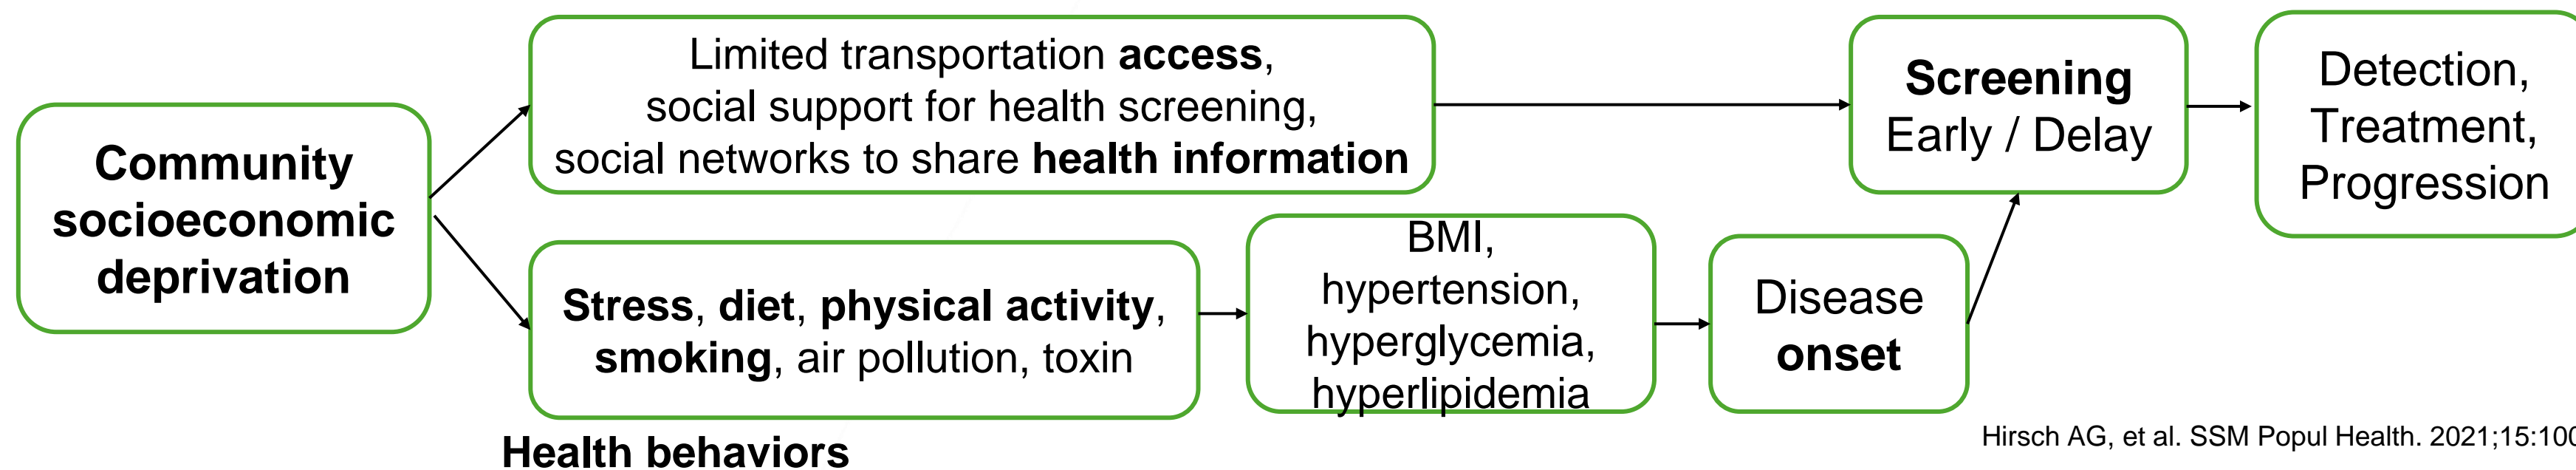 Community
socioeconomic
deprivation
Limited transportation access,
social support for health screening,
social networks to share health information
Stress, diet, physical activity,
smoking, air pollution, toxin
Health behaviors
BMI,
hypertension,
hyperglycemia,
hyperlipidemia
Disease
onset
Screening
Early / Delay
Detection,
Treatment,
Progression
Hirsch AG, et al. SSM Popul Health. 2021;15:100